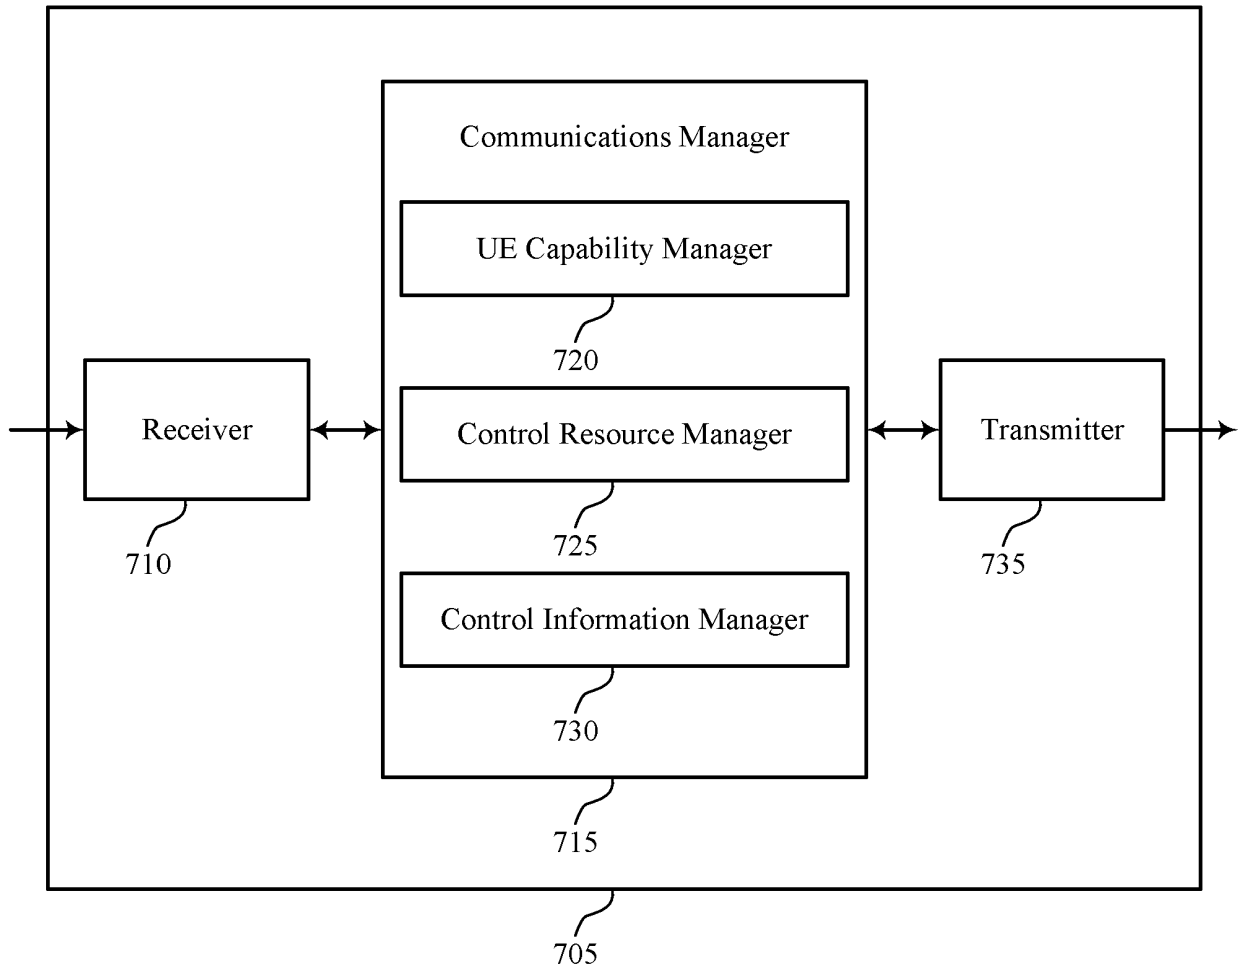 Communications Manager
UE Capability Manager
720
Receiver
Control Resource Manager
Transmitter
710
725
735
Control Information Manager
730
715
705